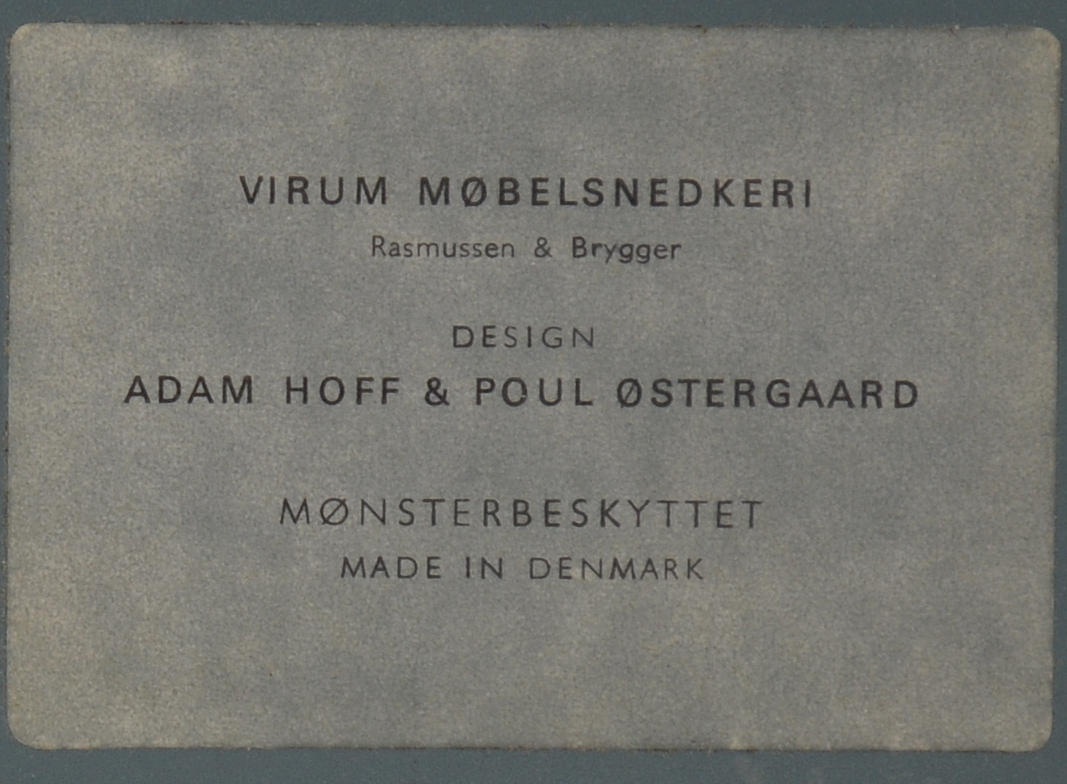 VIRUM MØBELSNEDKERI
Rasmussen & Brygger
DESIGN
ADAM HOFF & POUL ØSTERGAARD
MØNSTERBESKYTTET
MADE IN DENMARK